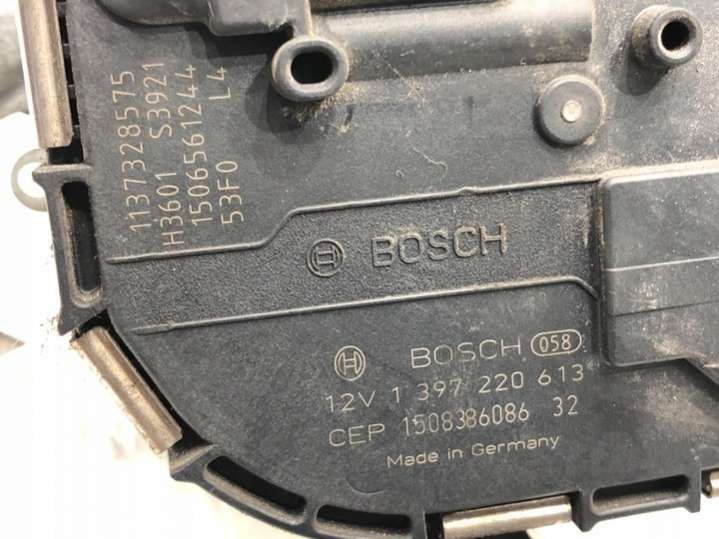 1137328575
H3601 S3921
1506561244
53F0 L4
BOSCH
BOSCH 058
12V 1 397 220 613
CEP 1508386086 32
Made in Germany